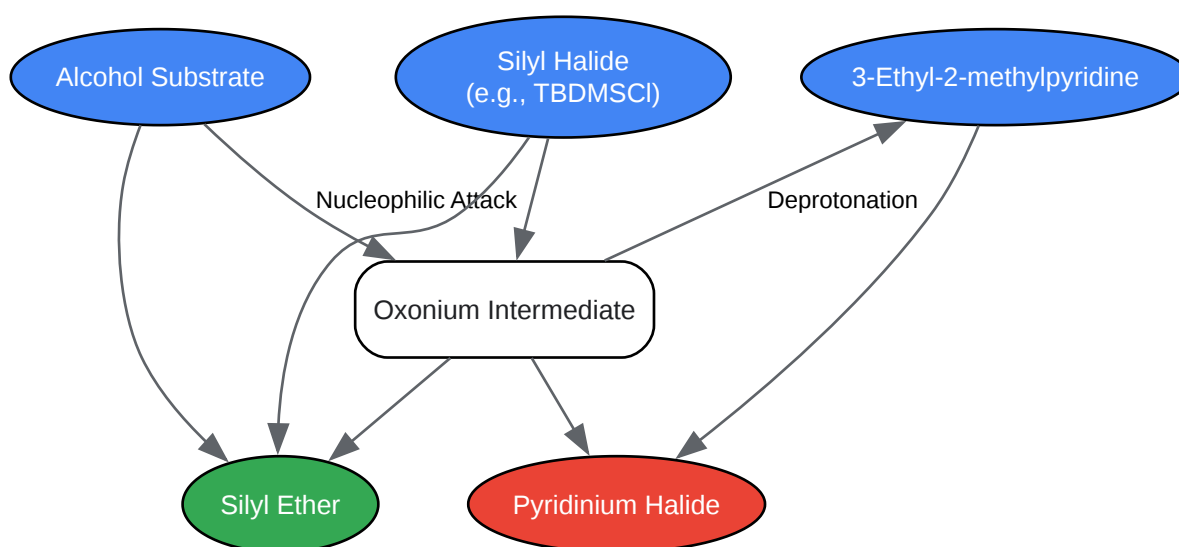 Alcohol Substrate
Silyl Halide
(e.g., TBDMSCl)
3-Ethyl-2-methylpyridine
Nucleophilic Attack
Deprotonation
Oxonium Intermediate
Silyl Ether
Pyridinium Halide